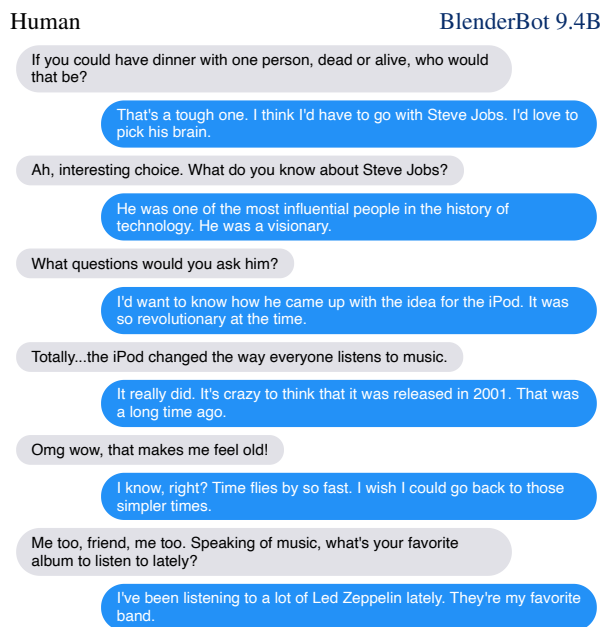 Human
BlenderBot 9.4B
If you could have dinner with one person, dead or alive, who would
that be?
That's a tough one. I think I'd have to go with Steve Jobs. I'd love to
pick his brain.
Ah, interesting choice. What do you know about Steve Jobs?
He was one of the most influential people in the history of
technology. He was a visionary.
What questions would you ask him?
I'd want to know how he came up with the idea for the iPod. It was
so revolutionary at the time.
Totally...the iPod changed the way everyone listens to music.
It really did. It's crazy to think that it was released in 2001. That was
a long time ago.
Omg wow, that makes me feel old!
I know, right? Time flies by so fast. I wish I could go back to those
simpler times.
Me too, friend, me too. Speaking of music, what's your favorite
album to listen to lately?
I've been listening to a lot of Led Zeppelin lately. They're my favorite
band.